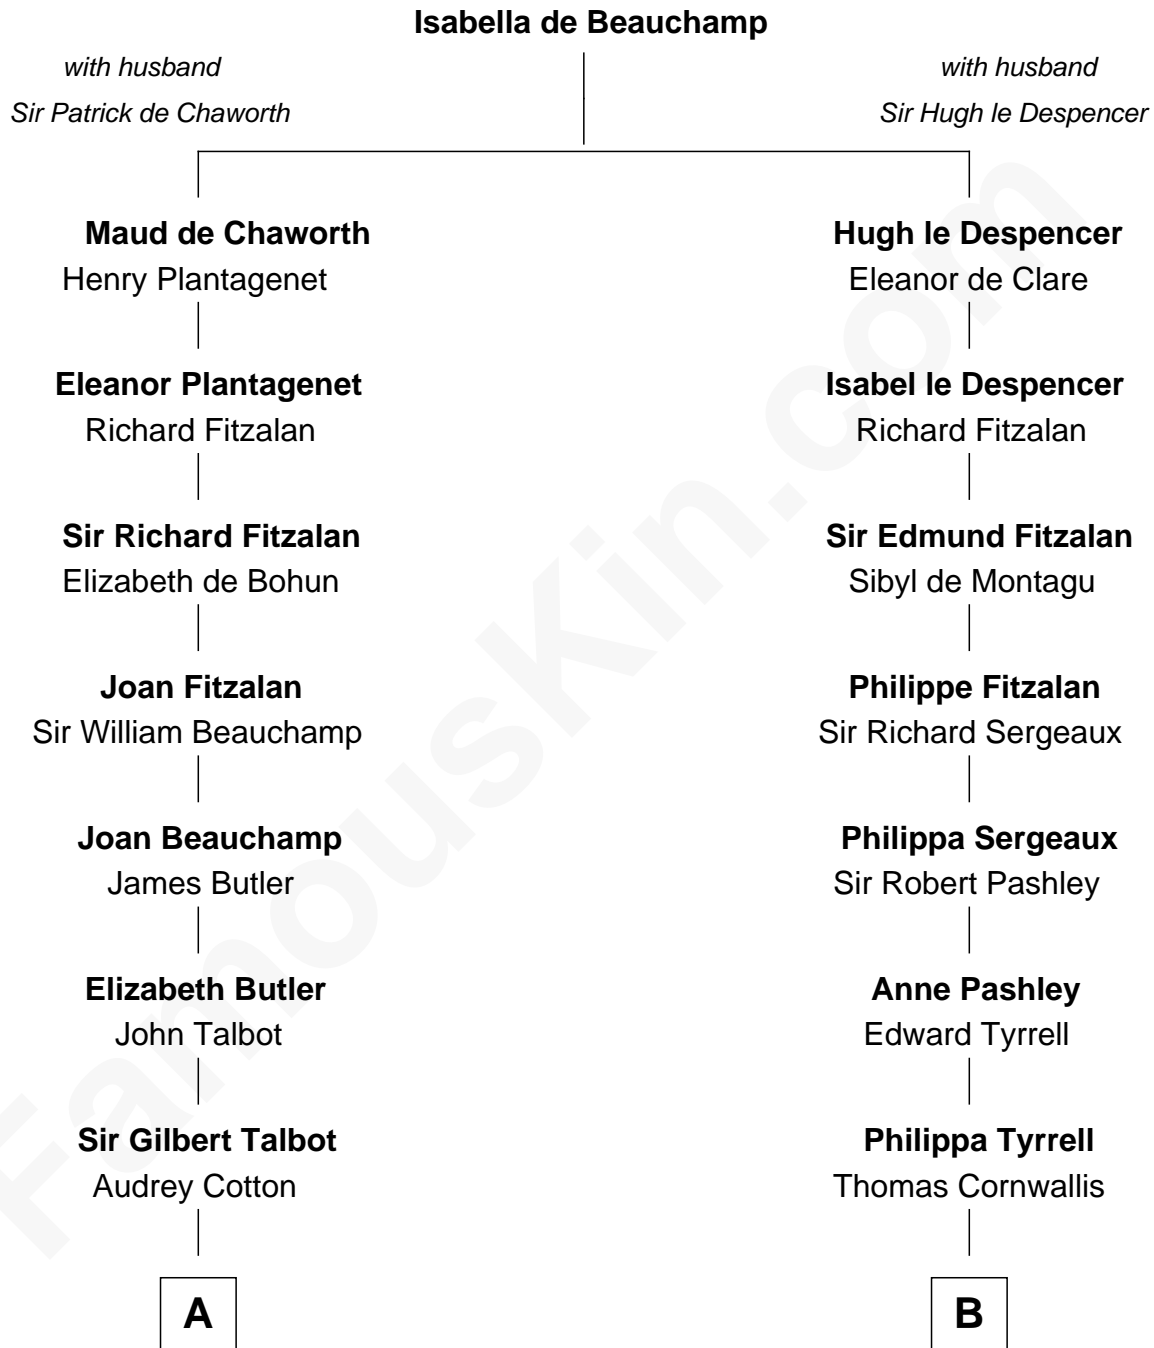 Isabella de Beauchamp
with husband
Sir Patrick de Chaworth
with husband
Sir Hugh le Despencer
Maud de Chaworth
Henry Plantagenet
Hugh le Despencer
Eleanor de Clare
Eleanor Plantagenet
Richard Fitzalan
Isabel le Despencer
Richard Fitzalan
Sir Richard Fitzalan
Elizabeth de Bohun
Sir Edmund Fitzalan
Sibyl de Montagu
Joan Fitzalan
Sir William Beauchamp
Philippe Fitzalan
Sir Richard Sergeaux
Joan Beauchamp
James Butler
Philippa Sergeaux
Sir Robert Pashley
Elizabeth Butler
John Talbot
Anne Pashley
Edward Tyrrell
Sir Gilbert Talbot
Audrey Cotton
Philippa Tyrrell
Thomas Cornwallis
A
B
FamousKin.com